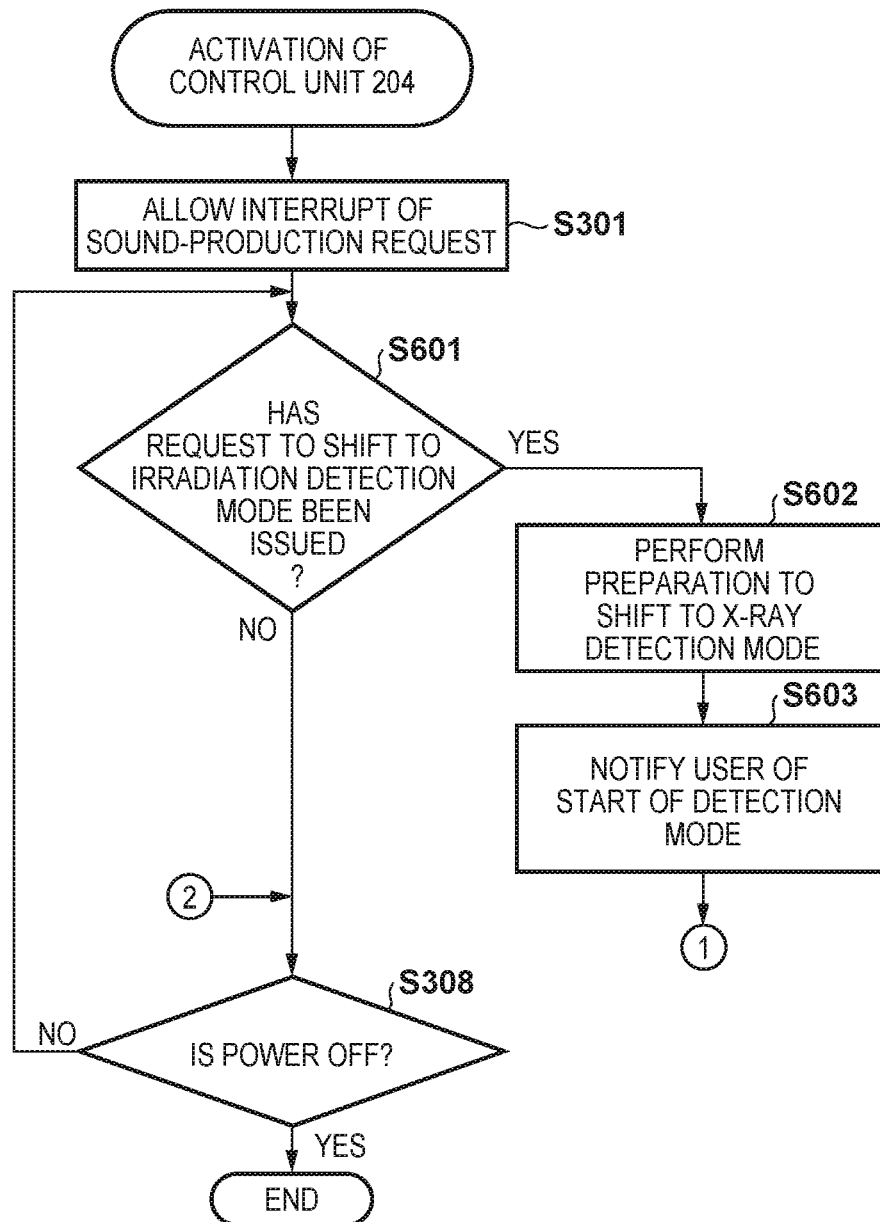 ACTIVATION OF
CONTROL UNIT 204
ALLOW INTERRUPT OF
SOUND-PRODUCTION REQUEST
S301
S601
HAS
REQUEST TO SHIFT TO
IRRADIATION DETECTION
MODE BEEN
ISSUED
?
YES
NO
S602
PERFORM
PREPARATION TO
SHIFT TO X-RAY
DETECTION MODE
S603
NOTIFY USER OF
START OF DETECTION
MODE
1
2
S308
IS POWER OFF?
NO
YES
END